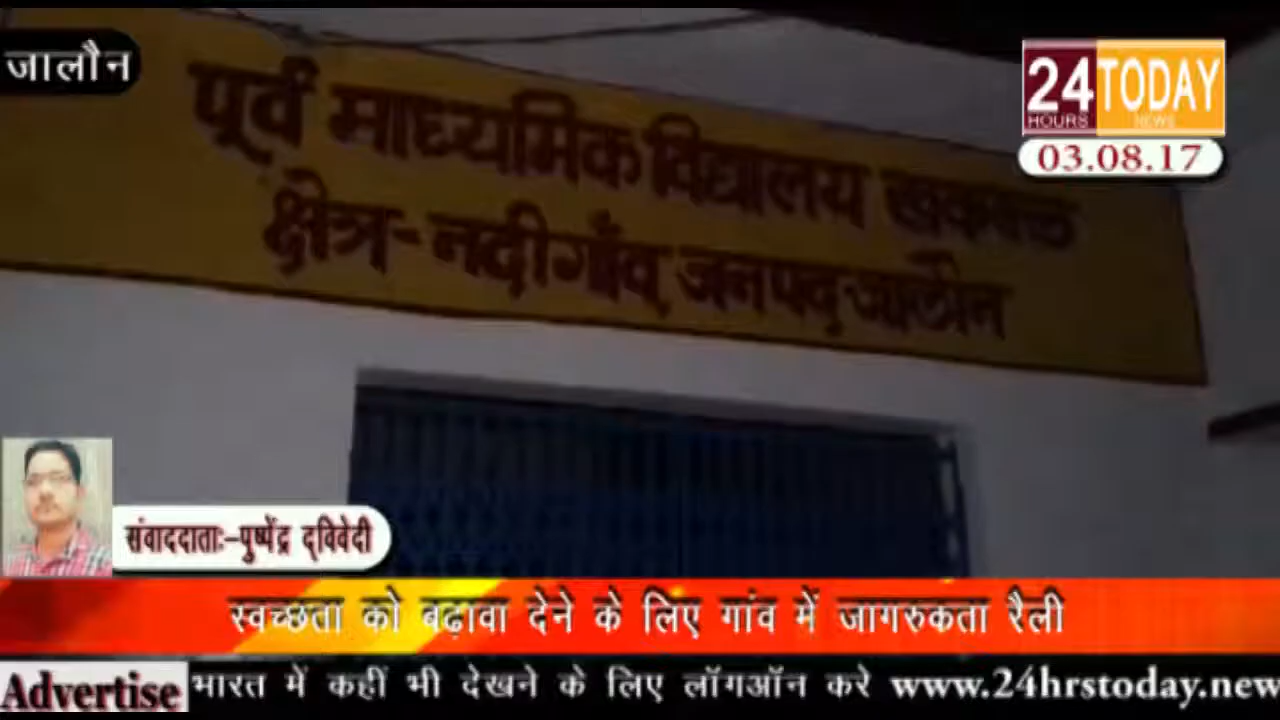 जालौन
24 TODAY
HOURS NEWS
03.08.17
पूर्व माध्यमिक विद्यालय
क्षेत्र-नदीगाँव जनपद-जालौन
संवाददाताः-पुष्पेंद्र द्विवेदी
स्वच्छता को बढ़ावा देने के लिए गांव में जागरुकता रैली
Advertise भारत में कहीं भी देखने के लिए लॉगऑन करे www.24hrstoday.new